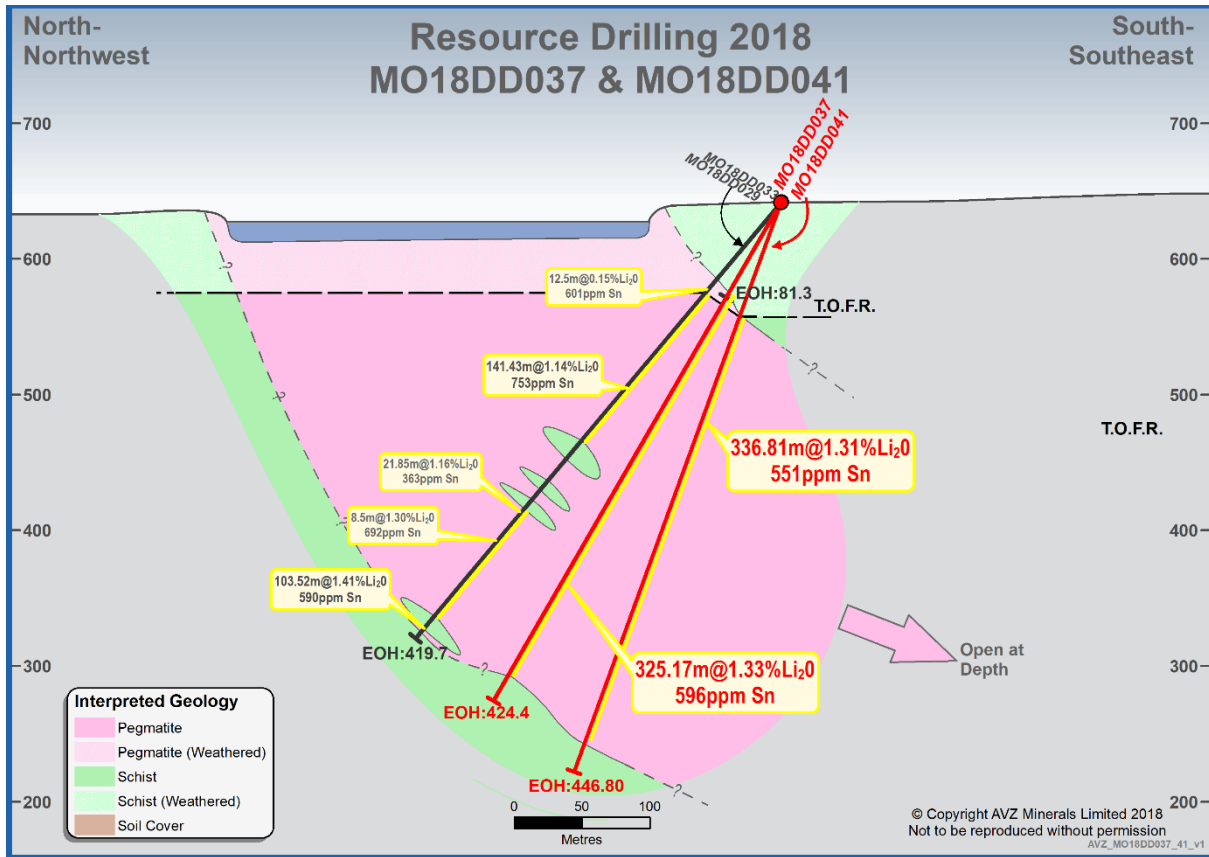 North-
Northwest
Resource Drilling 2018
MO18DD037 & MO18DD041
South-
Southeast
700
700
MO18DD037
MO18DD041
MO18DD033
MO18DD029
600
600
12.5m@0.15%Li₂0
601ppm Sn
EOH:81.3
T.O.F.R.
?
?
?
141.43m@1.14%Li₂0
753ppm Sn
500
500
?
T.O.F.R.
336.81m@1.31%Li₂0
551ppm Sn
21.85m@1.16%Li₂0
363ppm Sn
8.5m@1.30%Li₂0
692ppm Sn
?
400
400
103.52m@1.41%Li₂0
590ppm Sn
EOH:419.7
?
300
300
Open at
Depth
325.17m@1.33%Li₂0
596ppm Sn
EOH:424.4
EOH:446.80
?
200
200
Interpreted Geology
Pegmatite
Pegmatite (Weathered)
Schist
Schist (Weathered)
Soil Cover
0 50 100
Metres
© Copyright AVZ Minerals Limited 2018
Not to be reproduced without permission
AVZ_MO18DD037_41_v1